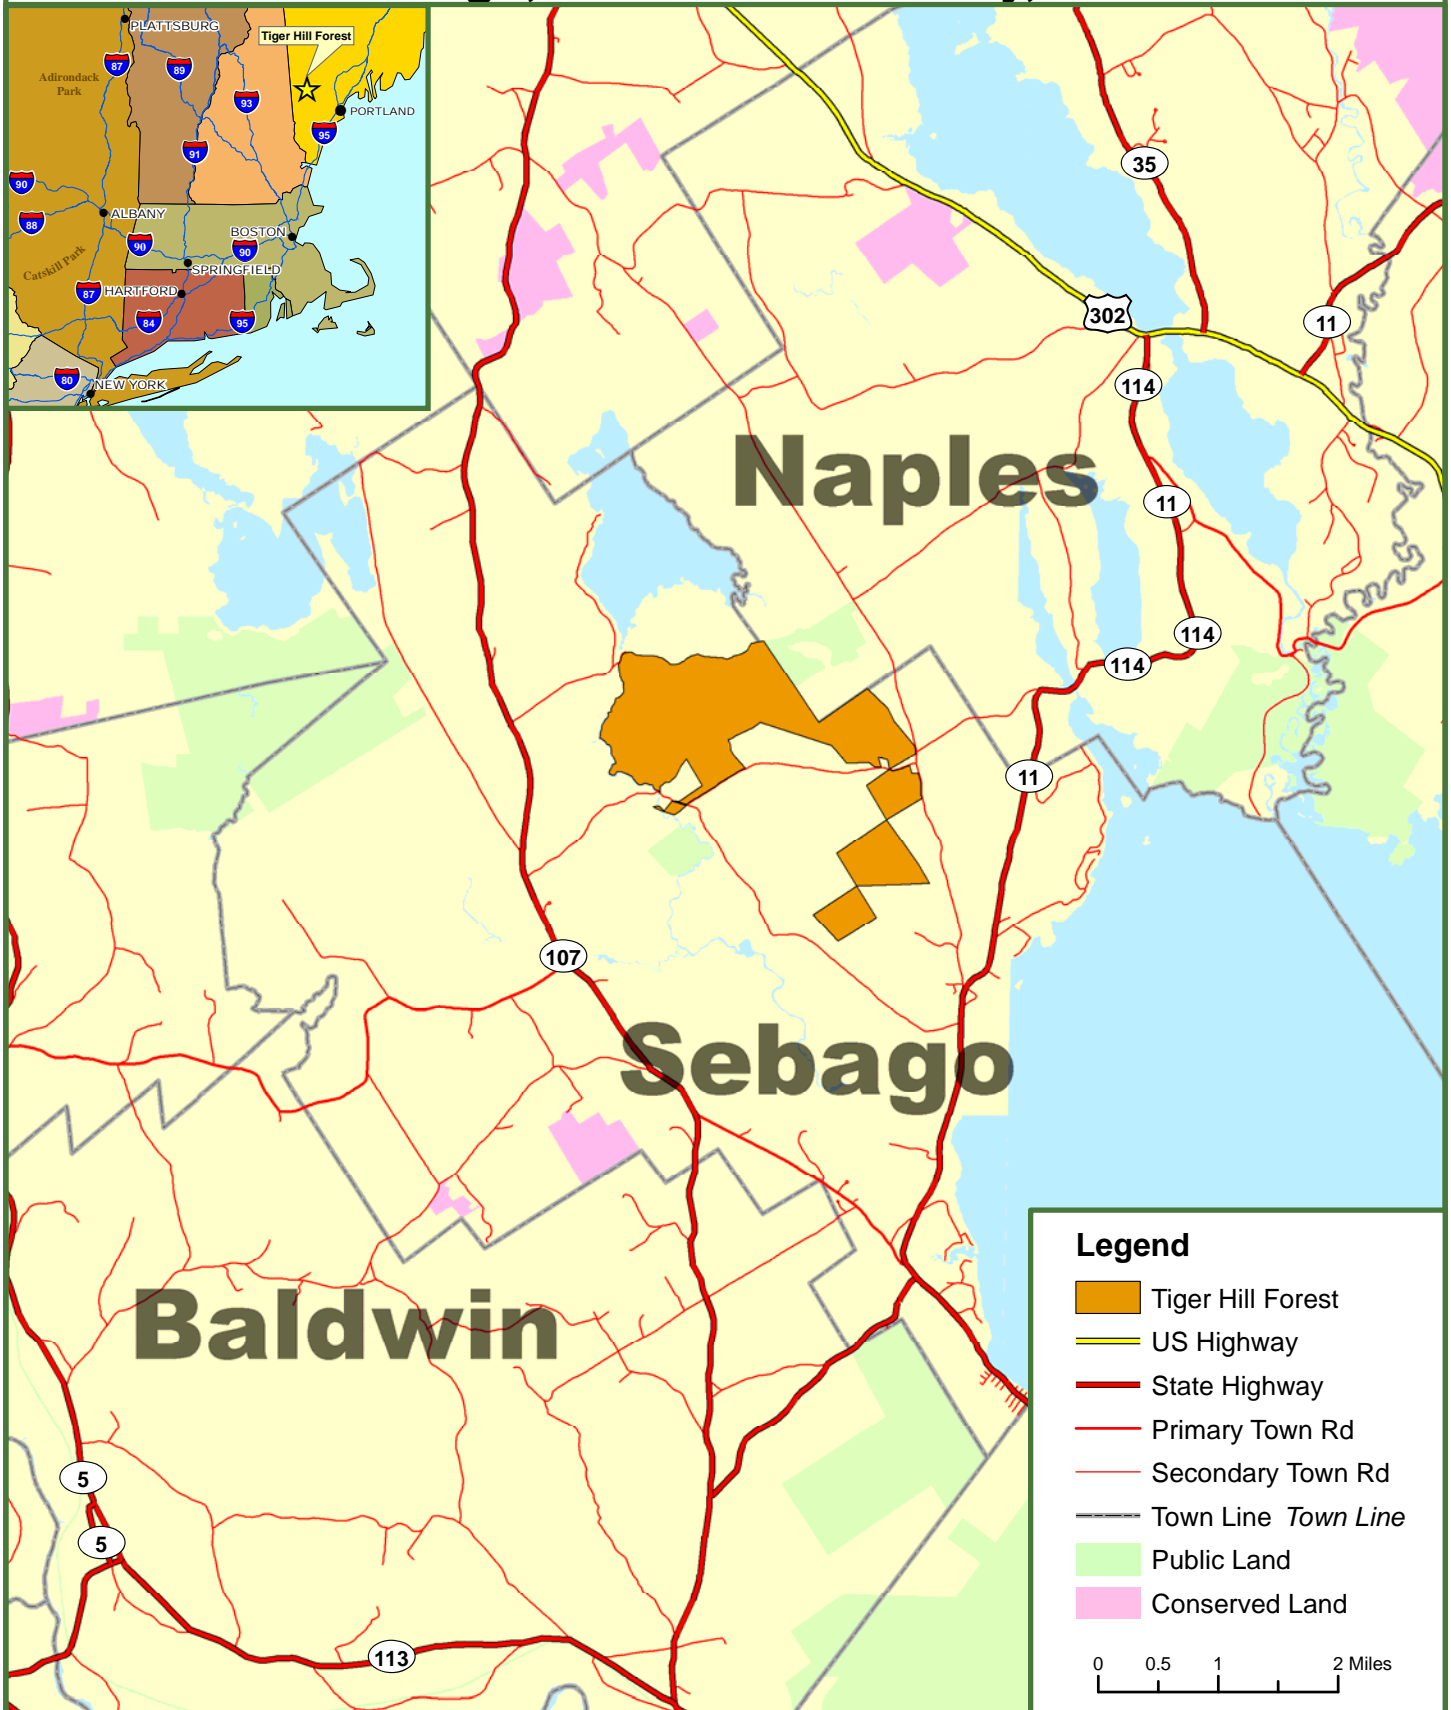 PLATTSBURG
Tiger Hill Forest
87
89
Adirondack
Park
93
PORTLAND
95
91
90
ALBANY
88
BOSTON
90
90
Catskill Park
SPRINGFIELD
87
HARTFORD
84
95
80
NEW YORK
35
302
11
114
Naples
11
114
114
11
107
Sebago
Baldwin
5
5
113
Legend
Tiger Hill Forest
US Highway
State Highway
Primary Town Rd
Secondary Town Rd
Town Line Town Line
Public Land
Conserved Land
0 0.5 1 2 Miles